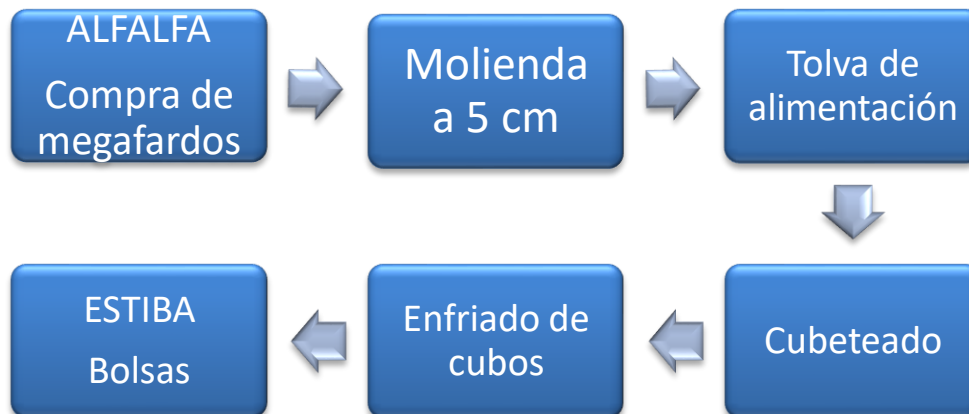 ALFALFA
Compra de
megafardos
Molienda
a 5 cm
Tolva de
alimentación
Cubeteado
Enfriado de
cubos
ESTIBA
Bolsas